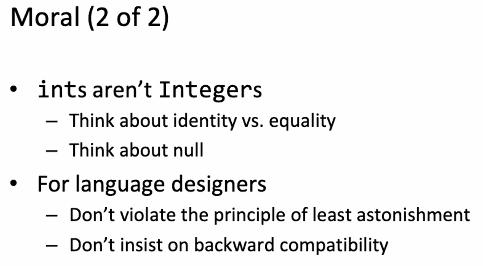 Moral (2 of 2)
• ints aren't Integers
– Think about identity vs. equality
– Think about null
• For language designers
– Don't violate the principle of least astonishment
– Don't insist on backward compatibility